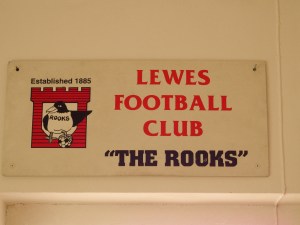 Established 1885
ROOKS
LEWES
FOOTBALL
CLUB
"THE ROOKS"